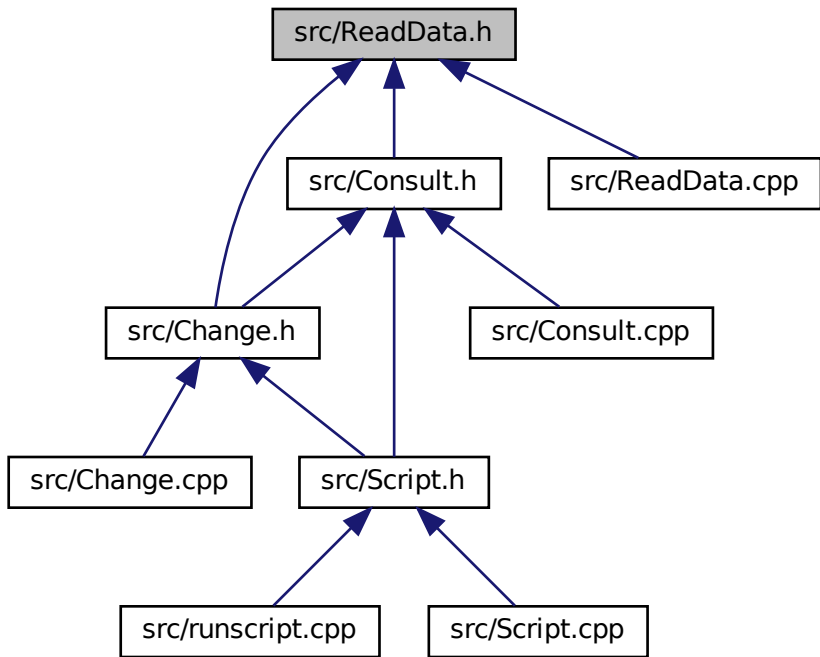 src/ReadData.h
src/Consult.h
src/ReadData.cpp
src/Change.h
src/Consult.cpp
src/Change.cpp
src/Script.h
src/runscript.cpp
src/Script.cpp